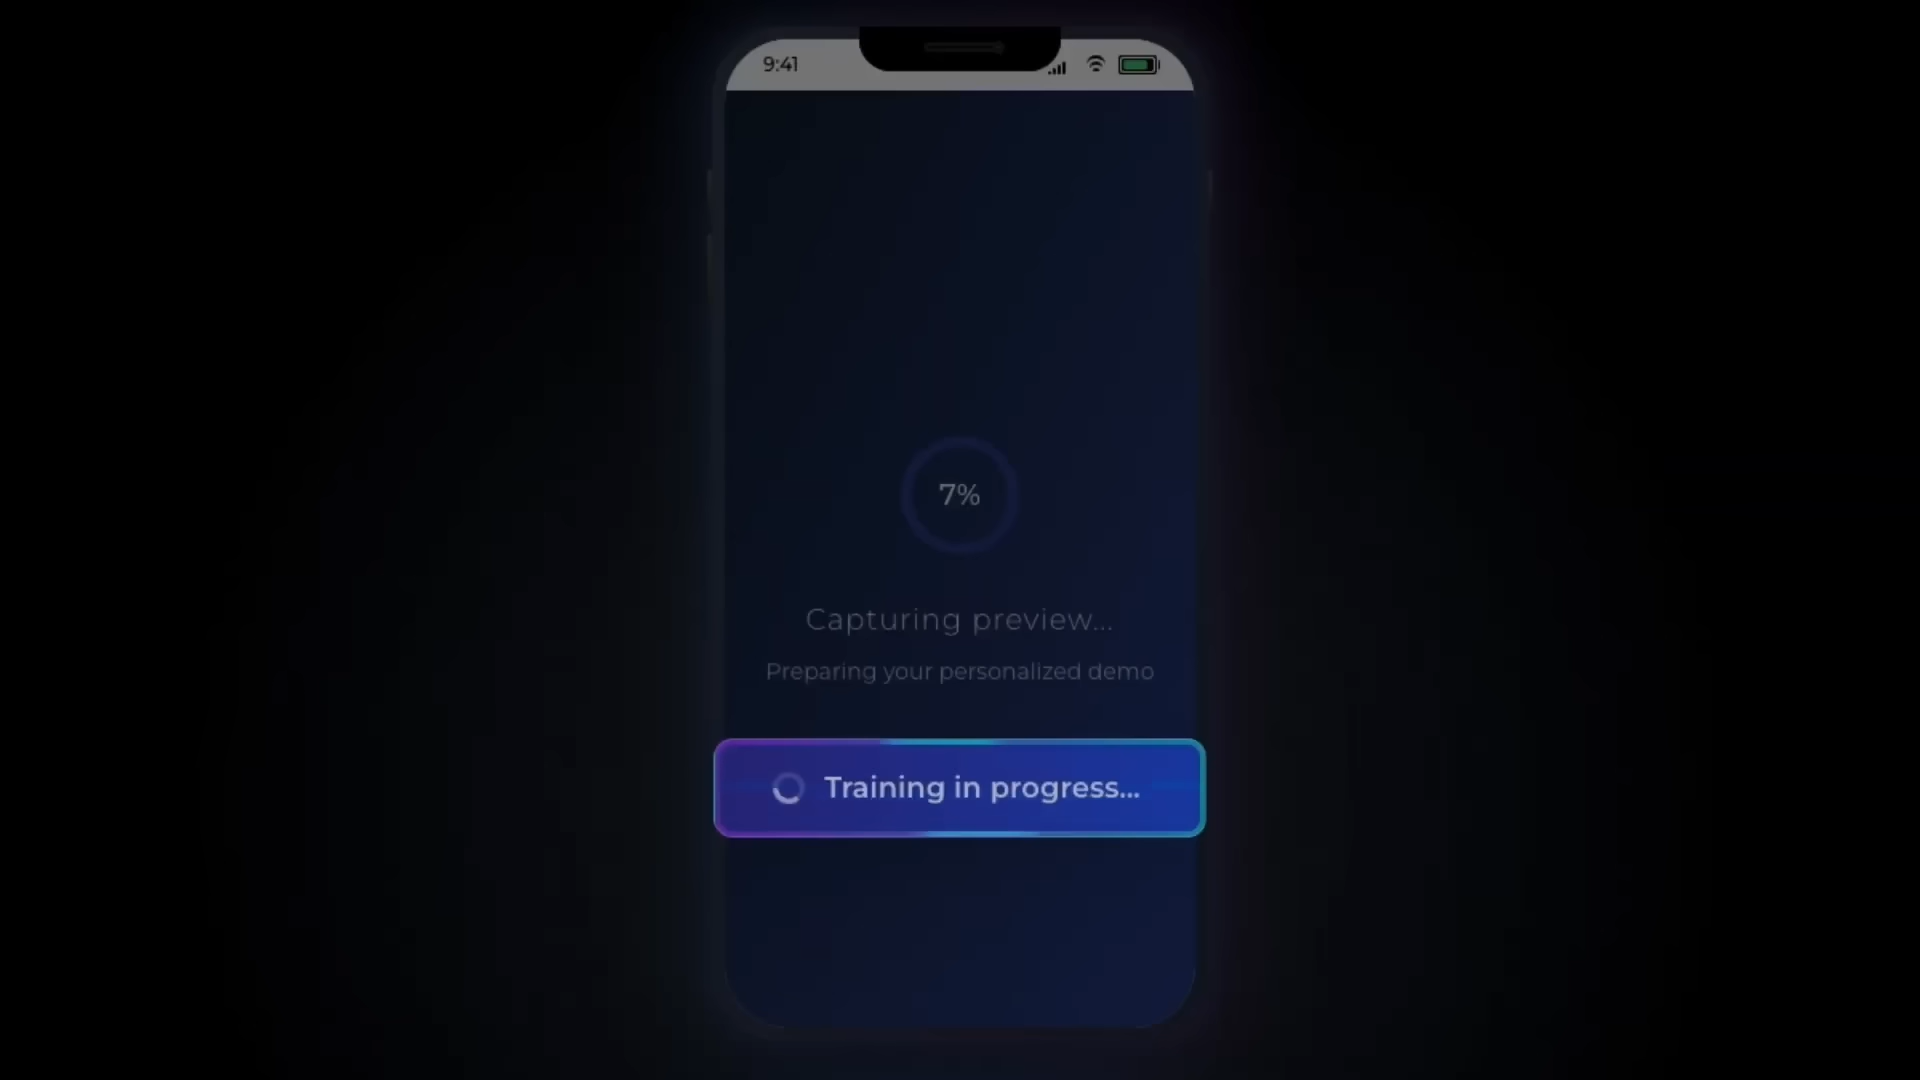 9:41
7%
Capturing preview...
Preparing your personalized demo
Training in progress...